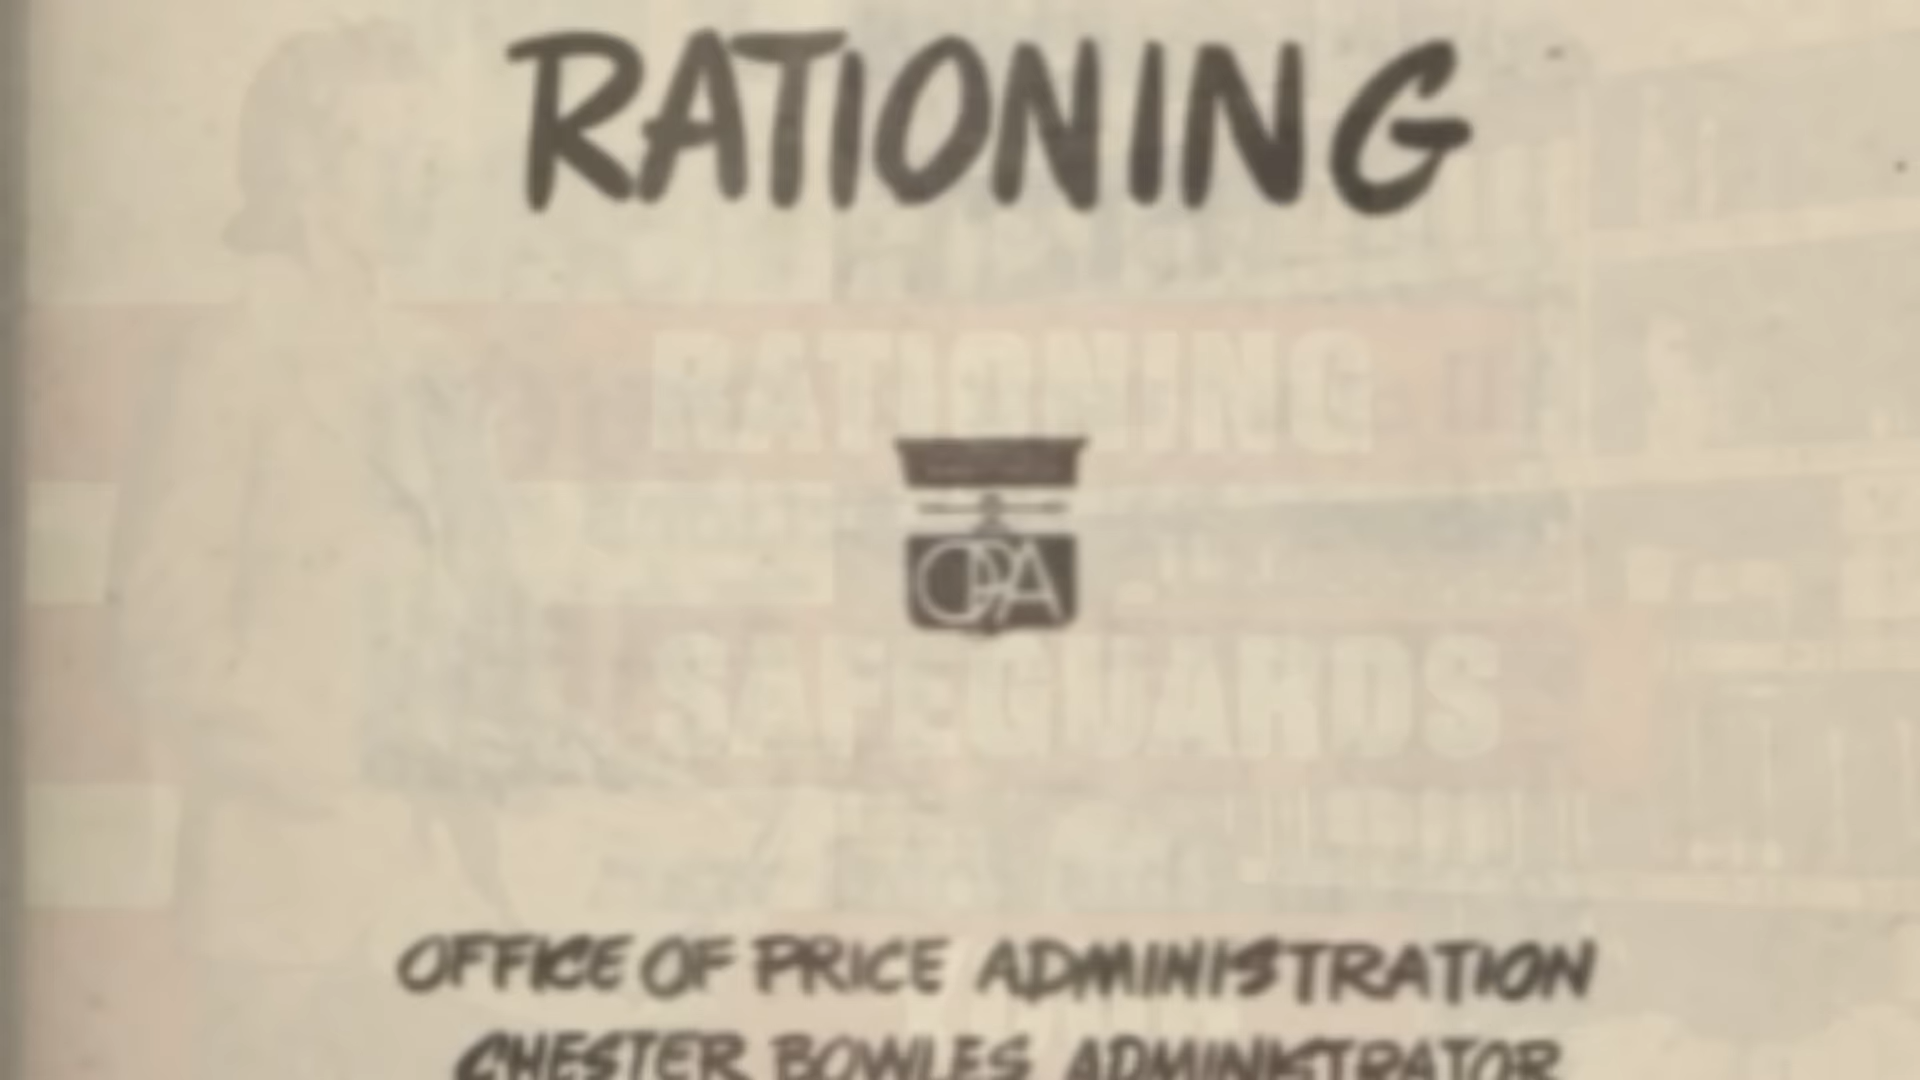 RATIONING
RATIONING
OPA
SAFEGUARDS
OFFICE OF PRICE ADMINISTRATION
CHESTER BOWLES ADMINISTRATOR